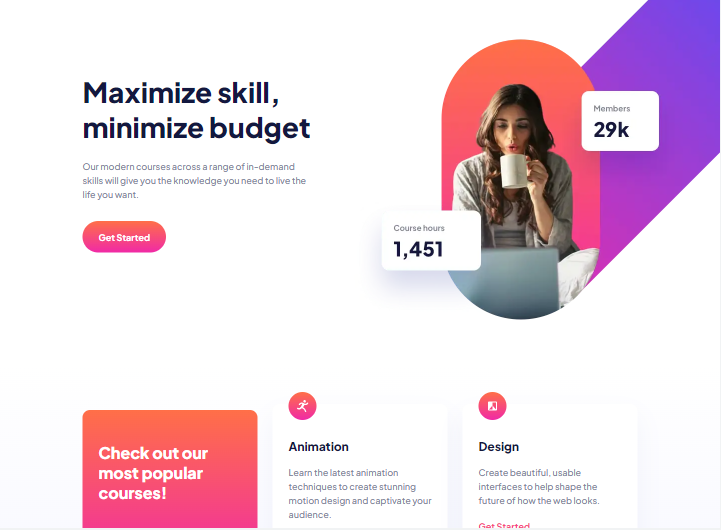 Maximize skill,
minimize budget
Our modern courses across a range of in-demand
skills will give you the knowledge you need to live the
life you want.
Get Started
Members
29k
Course hours
1,451
Check out our
most popular
courses!
Animation
Learn the latest animation
techniques to create stunning
motion design and captivate your
audience.
Design
Create beautiful, usable
interfaces to help shape the
future of how the web looks.
Get Started